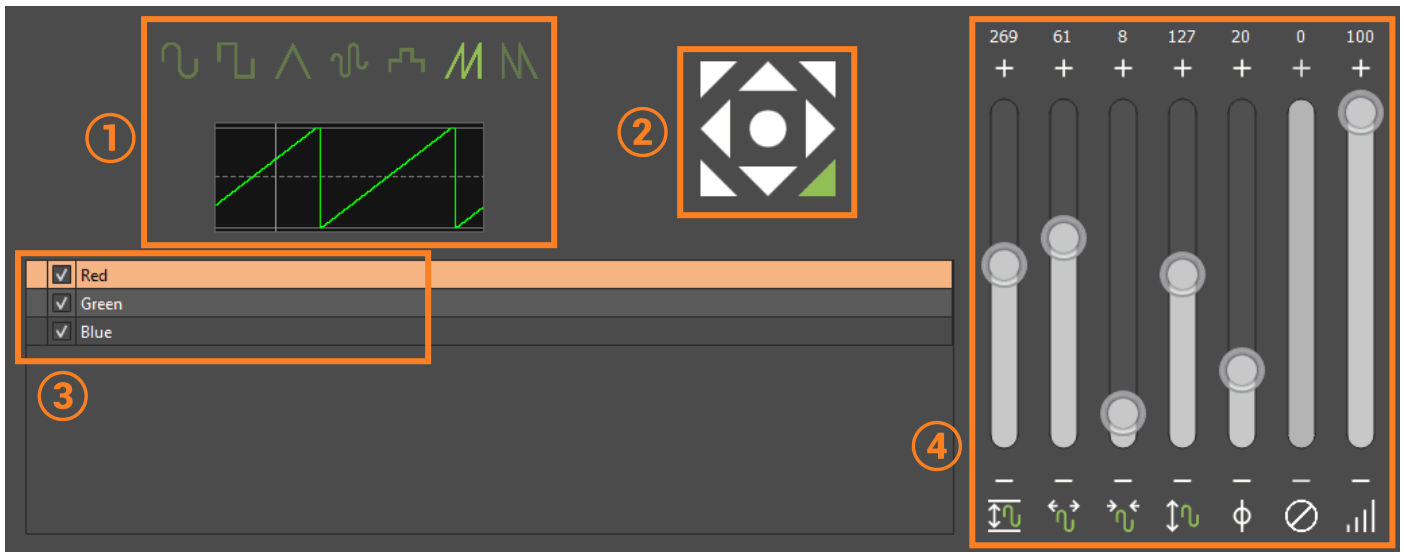 269 61 8 127 20 0 100
+ + + + + + +
1
2
Red
Green
Blue
3
4
− − − − − − −